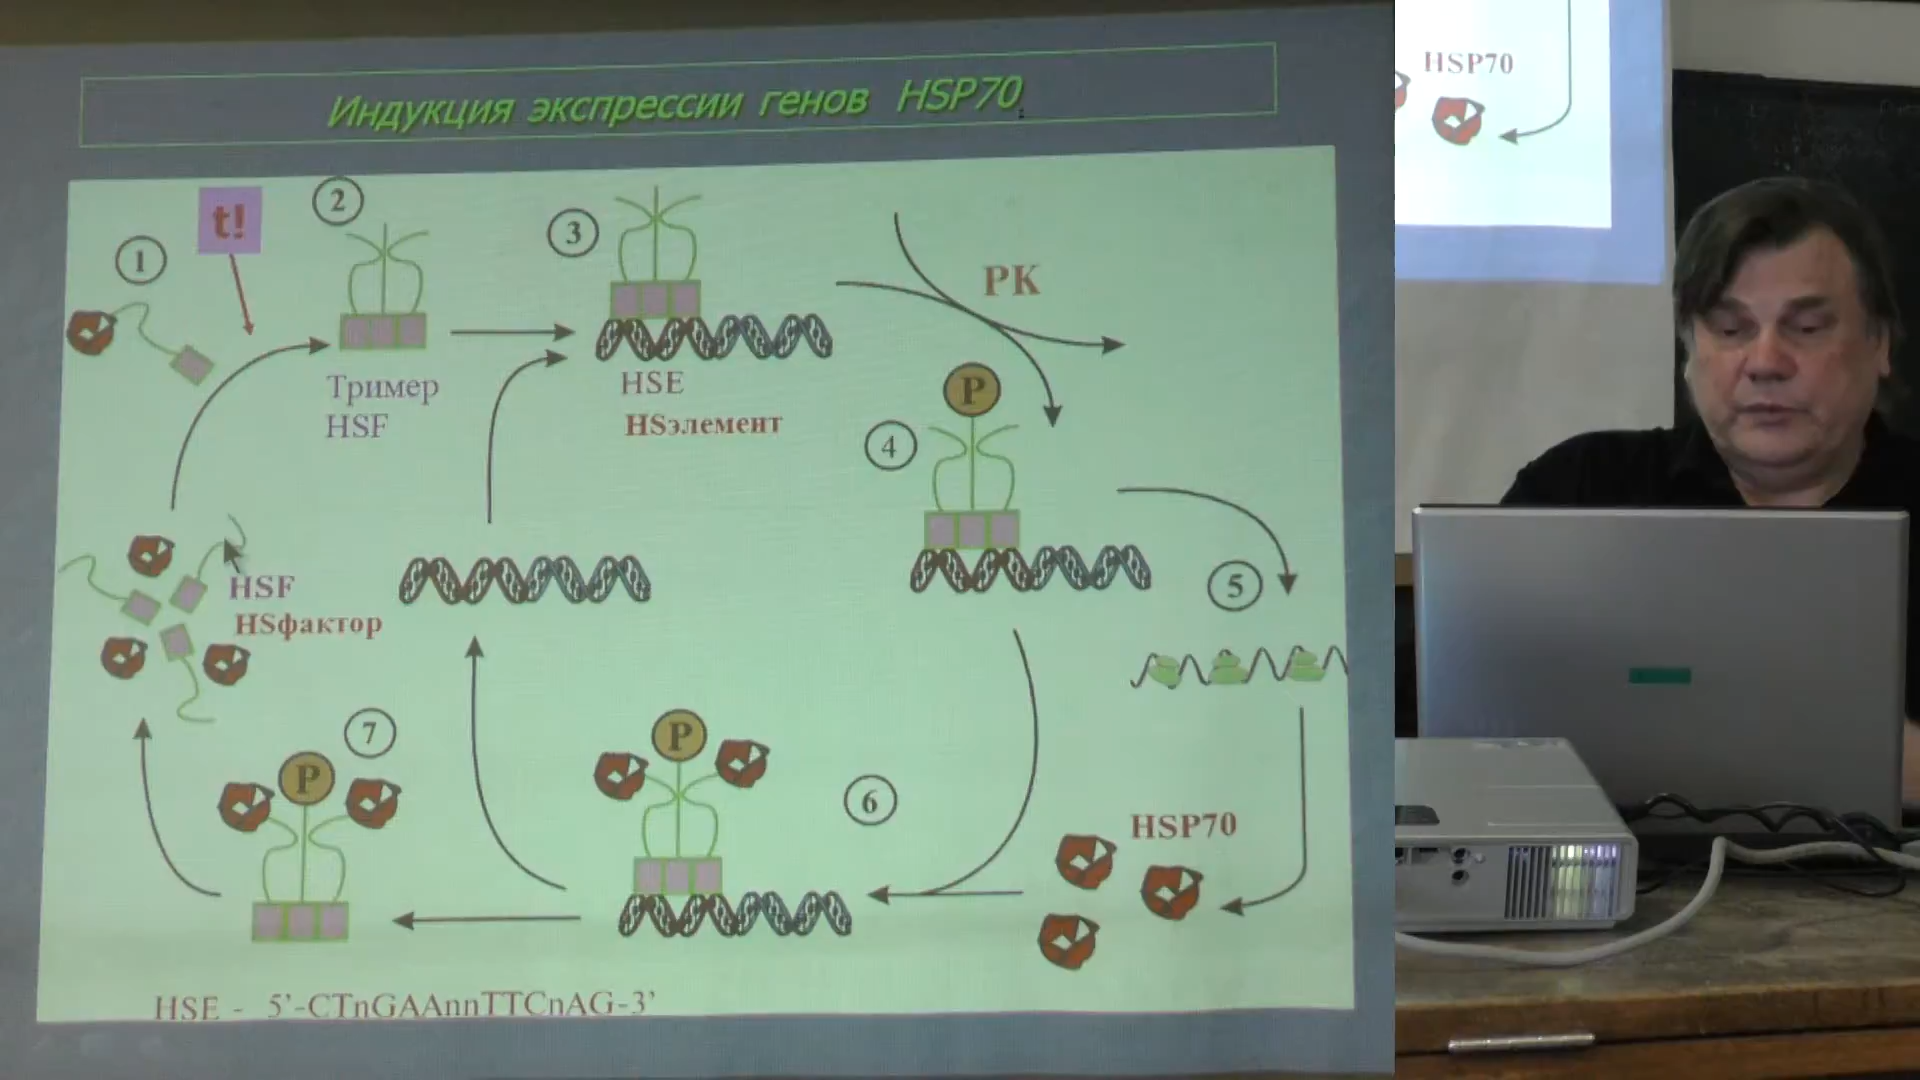 Индукция экспрессии генов HSP70
t!
1
2
3
Тример
HSF
HSE
HSэлемент
PK
P
4
5
HSF
HSфактор
7
P
P
6
HSP70
HSE - 5’-CTnGAAnnTTCnAG-3’
HSP70